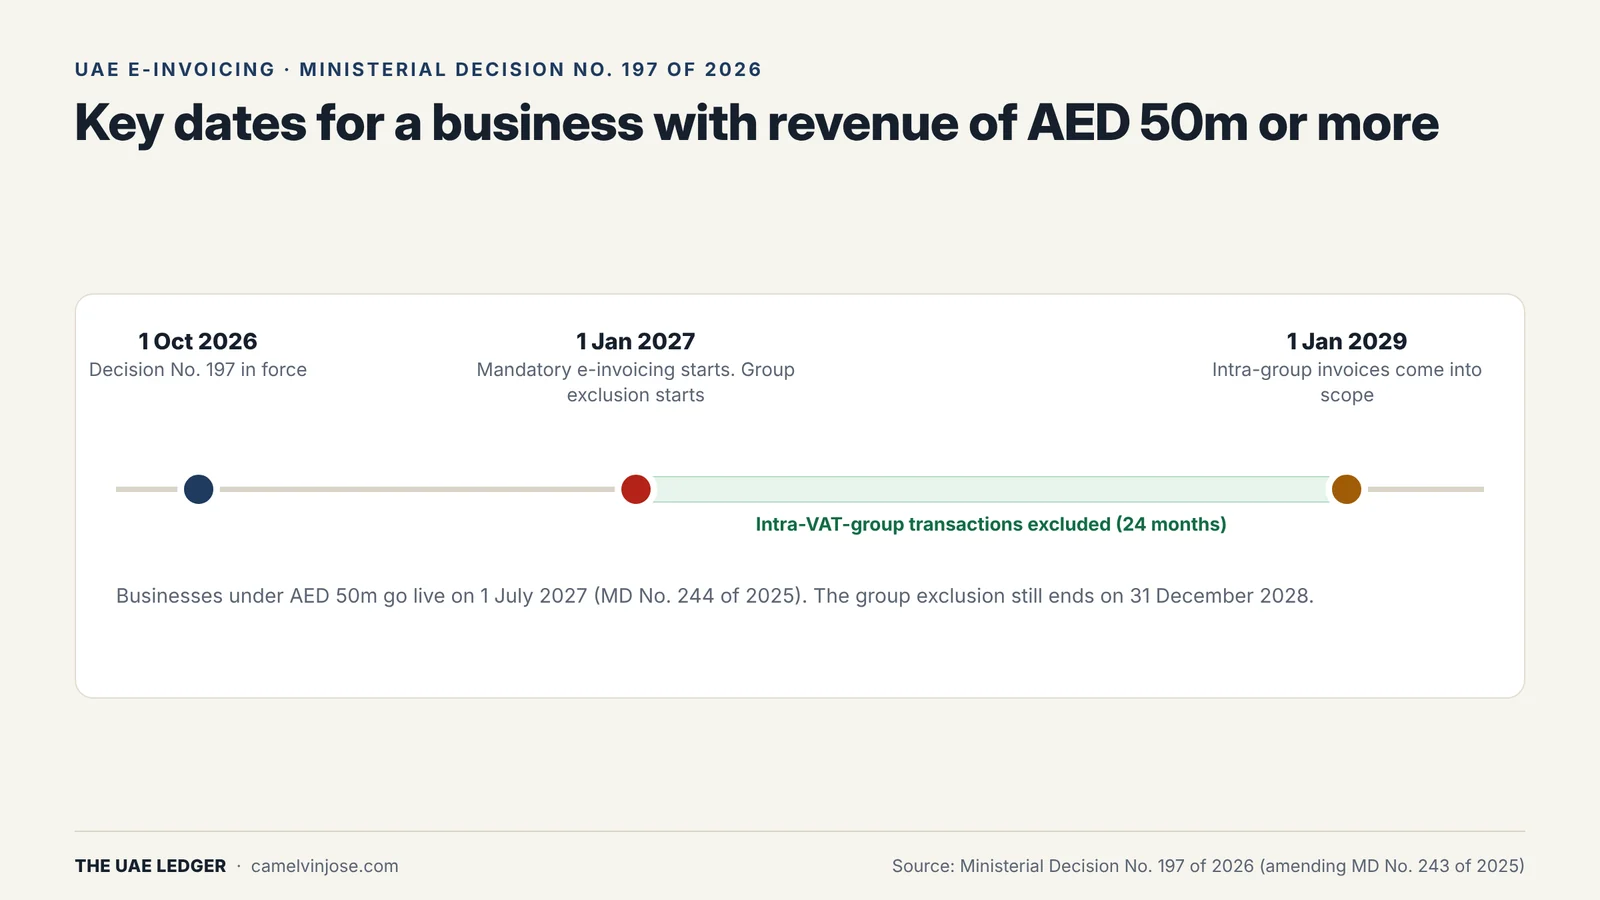 UAE E-INVOICING · MINISTERIAL DECISION NO. 197 OF 2026
Key dates for a business with revenue of AED 50m or more
1 Oct 2026
Decision No. 197 in force
1 Jan 2027
Mandatory e-invoicing starts. Group
exclusion starts
1 Jan 2029
Intra-group invoices come into
scope
Intra-VAT-group transactions excluded (24 months)
Businesses under AED 50m go live on 1 July 2027 (MD No. 244 of 2025). The group exclusion still ends on 31 December 2028.
THE UAE LEDGER · camelvinjose.com
Source: Ministerial Decision No. 197 of 2026 (amending MD No. 243 of 2025)